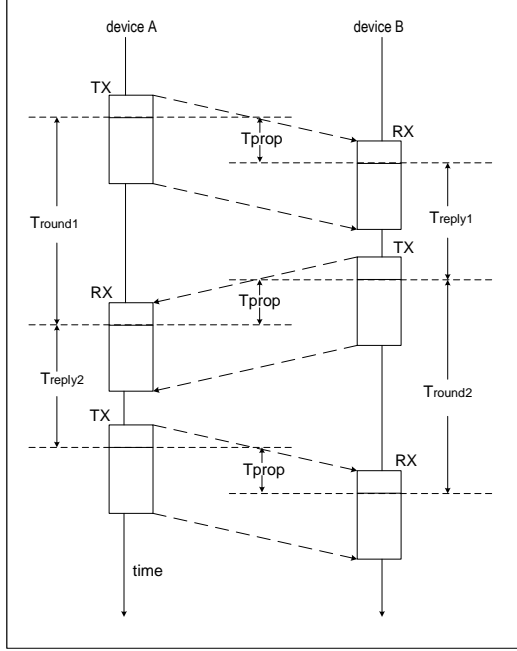 device A
device B
TX
Tprop
RX
Tround1
Treply1
TX
RX
Tprop
Treply2
Tround2
TX
Tprop
RX
time